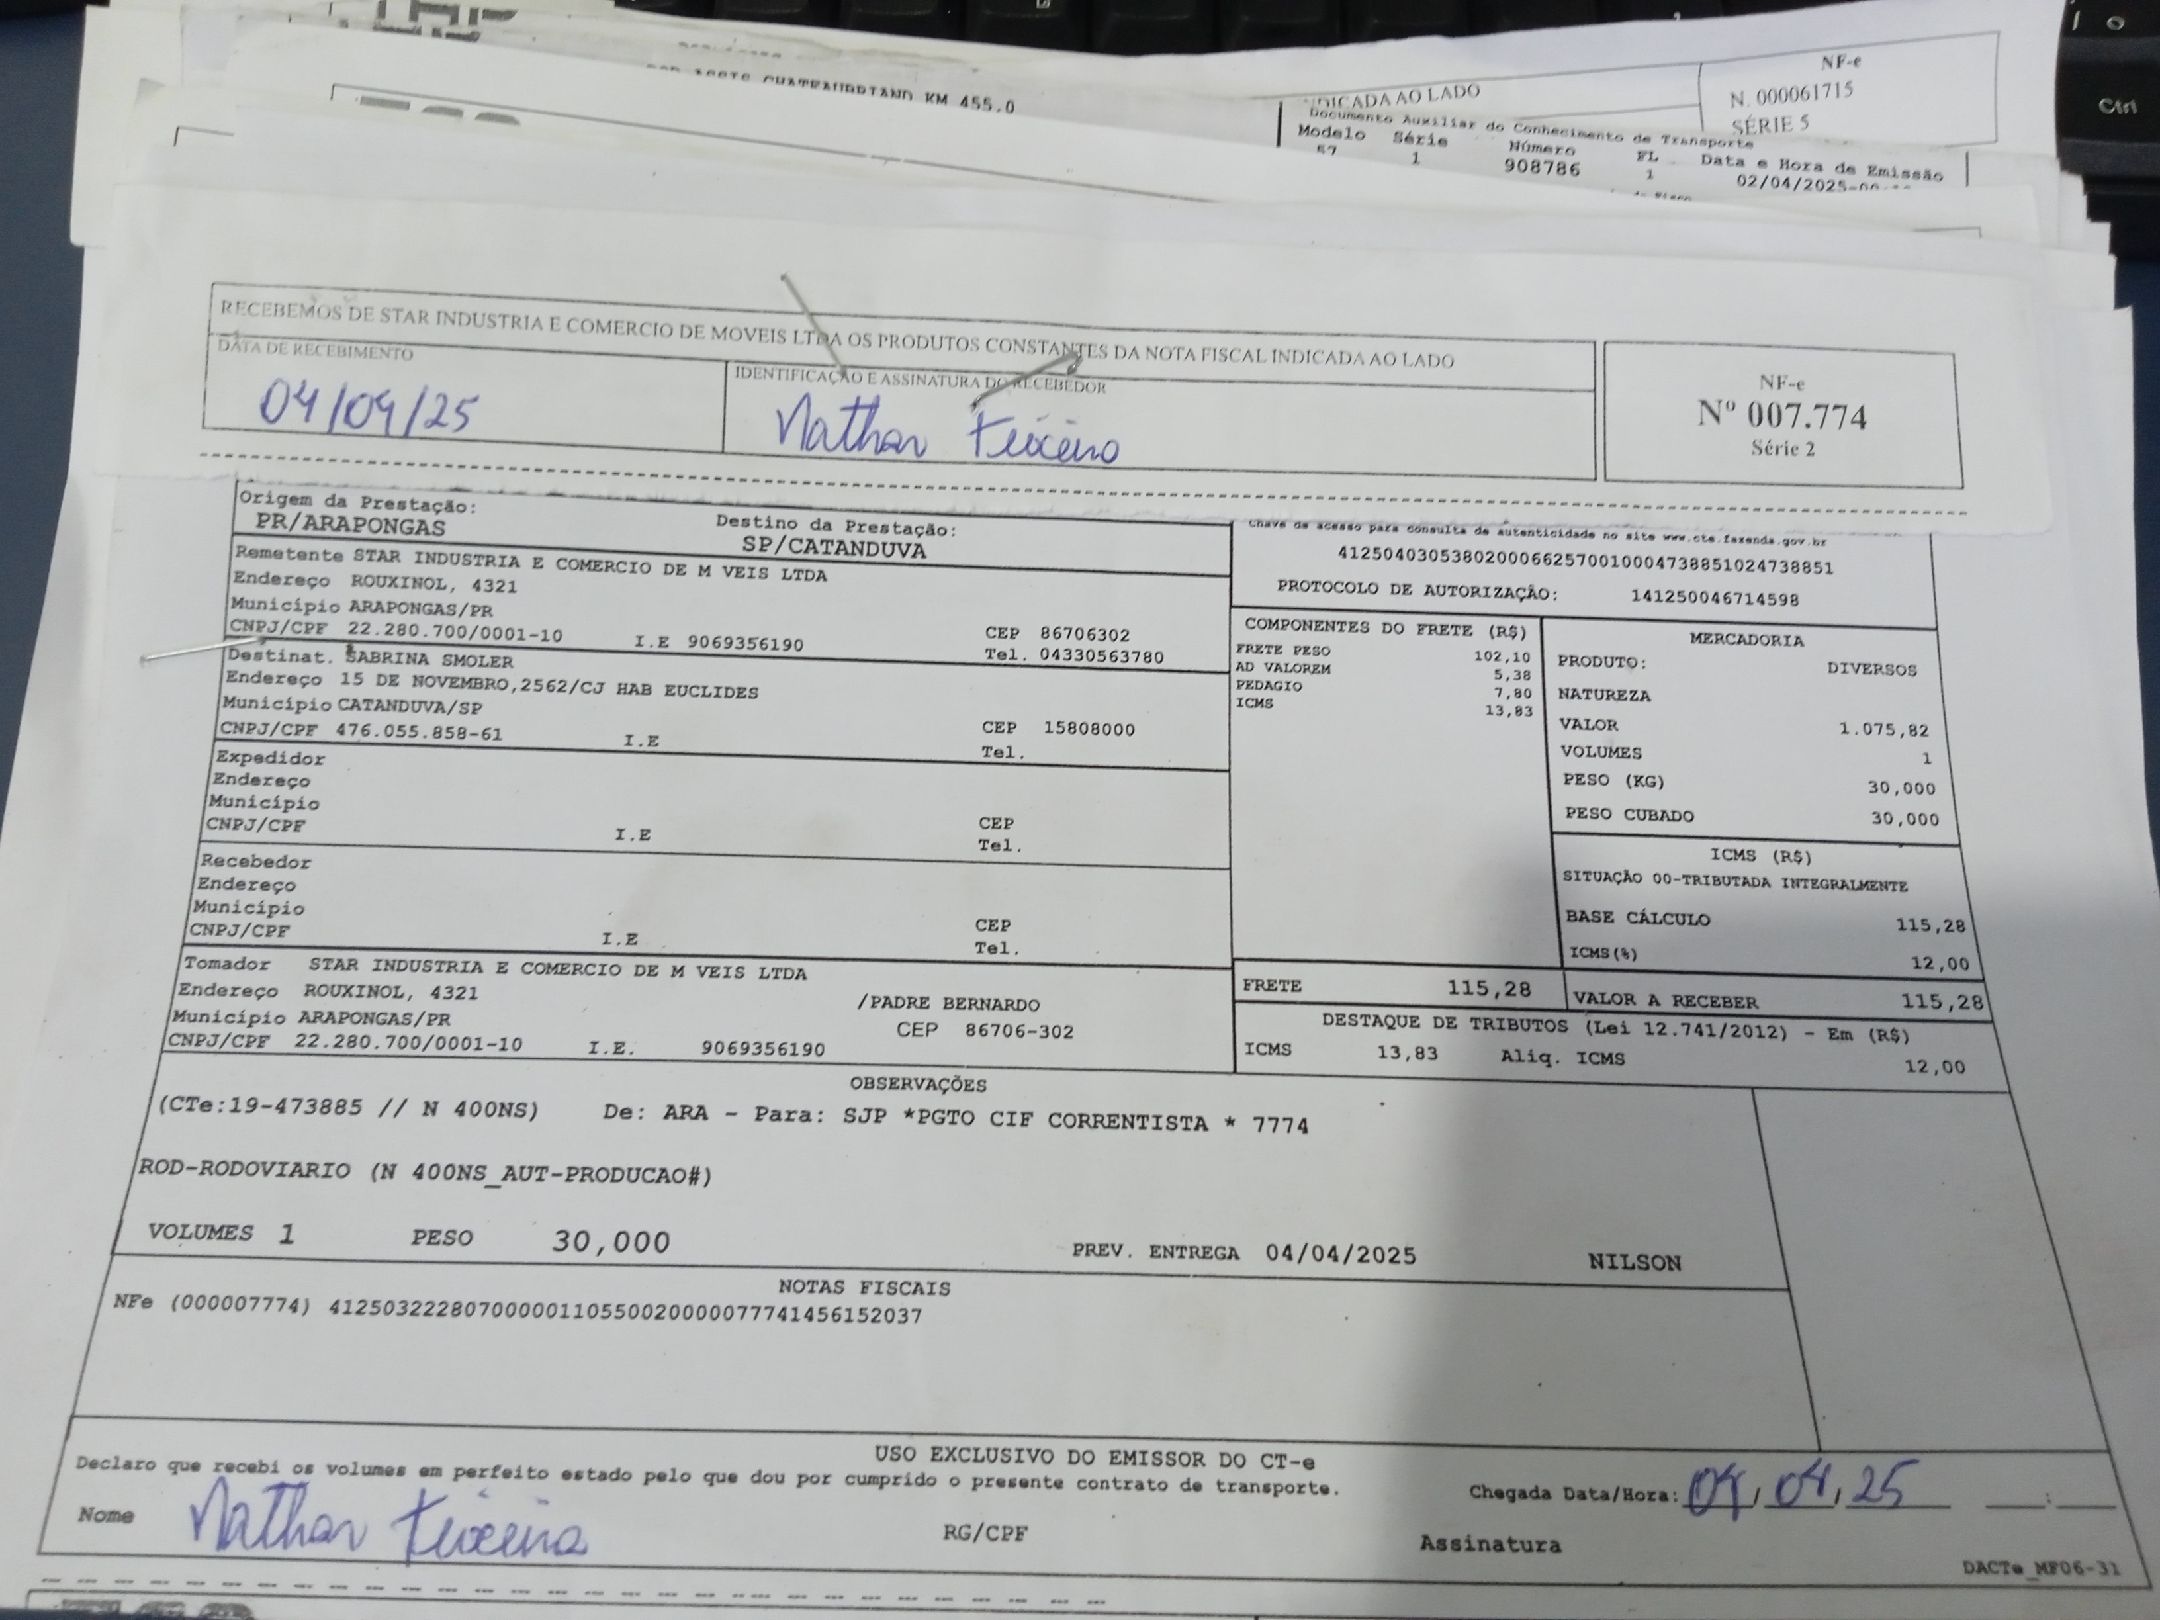 ROD ASSIS CHATEAUBRIAND KM 455.0
INDICADA AO LADO
NF-e
N. 000061715
SÉRIE 5
Documento Auxiliar do Conhecimento de Transporte
Modelo Série Número FL Data e Hora de Emissão
57 1 908786 1 02/04/2025
Ctrl
RECEBEMOS DE STAR INDUSTRIA E COMERCIO DE MOVEIS LTDA OS PRODUTOS CONSTANTES DA NOTA FISCAL INDICADA AO LADO
DATA DE RECEBIMENTO
04/04/25
IDENTIFICAÇÃO E ASSINATURA DO RECEBEDOR
Nathan Teixeira
NF-e
Nº 007.774
Série 2
Origem da Prestação:
PR/ARAPONGAS
Destino da Prestação:
SP/CATANDUVA
Chave de acesso para consulta de autenticidade no site www.cte.fazenda.gov.br
41250403053802000662570010004738851024738851
PROTOCOLO DE AUTORIZAÇÃO: 141250046714598
Remetente STAR INDUSTRIA E COMERCIO DE M VEIS LTDA
Endereço ROUXINOL, 4321
Município ARAPONGAS/PR
CNPJ/CPF 22.280.700/0001-10 I.E 9069356190
CEP 86706302
Tel. 04330563780
Destinat. SABRINA SMOLER
Endereço 15 DE NOVEMBRO,2562/CJ HAB EUCLIDES
Município CATANDUVA/SP
CNPJ/CPF 476.055.858-61 I.E
CEP 15808000
Tel.
Expedidor
Endereço
Município
CNPJ/CPF I.E
CEP
Tel.
Recebedor
Endereço
Município
CNPJ/CPF I.E
CEP
Tel.
Tomador STAR INDUSTRIA E COMERCIO DE M VEIS LTDA
Endereço ROUXINOL, 4321 /PADRE BERNARDO
Município ARAPONGAS/PR CEP 86706-302
CNPJ/CPF 22.280.700/0001-10 I.E. 9069356190
COMPONENTES DO FRETE (R$)
FRETE PESO 102,10
AD VALOREM 5,38
PEDAGIO 7,80
ICMS 13,83
MERCADORIA
PRODUTO: DIVERSOS
NATUREZA
VALOR 1.075,82
VOLUMES 1
PESO (KG) 30,000
PESO CUBADO 30,000
ICMS (R$)
SITUAÇÃO 00-TRIBUTADA INTEGRALMENTE
BASE CÁLCULO 115,28
ICMS(%) 12,00
FRETE 115,28
VALOR A RECEBER 115,28
DESTAQUE DE TRIBUTOS (Lei 12.741/2012) - Em (R$)
ICMS 13,83 Aliq. ICMS 12,00
OBSERVAÇÕES
(CTe:19-473885 // N 400NS) De: ARA - Para: SJP *PGTO CIF CORRENTISTA * 7774
ROD-RODOVIARIO (N 400NS_AUT-PRODUCAO#)
VOLUMES 1 PESO 30,000 PREV. ENTREGA 04/04/2025 NILSON
NOTAS FISCAIS
NFe (000007774) 41250322280700000110550020000077741456152037
USO EXCLUSIVO DO EMISSOR DO CT-e
Declaro que recebi os volumes em perfeito estado pelo que dou por cumprido o presente contrato de transporte.
Chegada Data/Hora: 04/04/25 __:__
Nome Nathan Teixeira RG/CPF Assinatura
DACTe_MF06-31